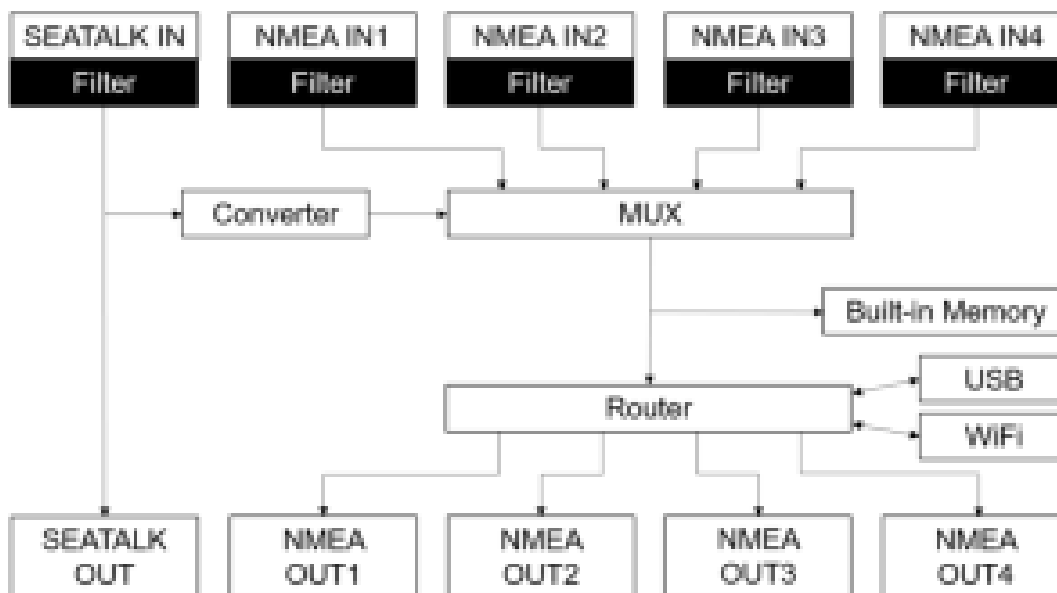 SEATALK IN
NMEA IN1
NMEA IN2
NMEA IN3
NMEA IN4
Filter
Filter
Filter
Filter
Filter
Converter
MUX
Built-in Memory
USB
Router
WiFi
SEATALK
OUT
NMEA
OUT1
NMEA
OUT2
NMEA
OUT3
NMEA
OUT4